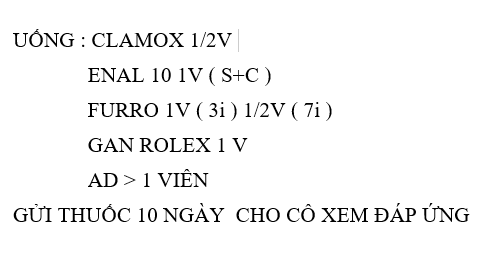 UỐNG : CLAMOX 1/2V
ENAL 10 1V ( S+C )
FURRO 1V ( 3i ) 1/2V ( 7i )
GAN ROLEX 1 V
AD > 1 VIÊN
GỬI THUỐC 10 NGÀY CHO CÔ XEM ĐÁP ỨNG